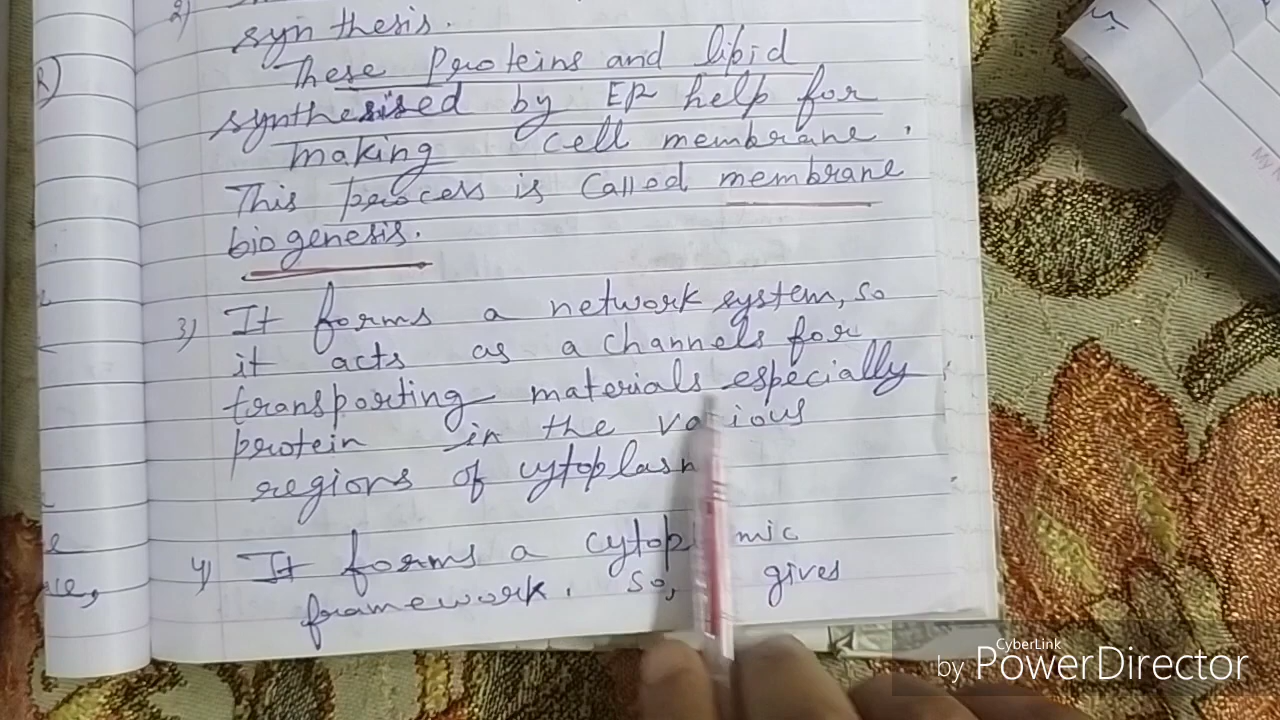 2)
synthesis.
R)
These Proteins and lipid
synthesised by ER help for
making cell membrane.
This process is called membrane
biogenesis.
3) It forms a network system, so
it acts as a channels for
transporting materials especially
protein in the various
regions of cytoplasm
4) It forms a
framework. so, gives
CyberLink
by PowerDirector